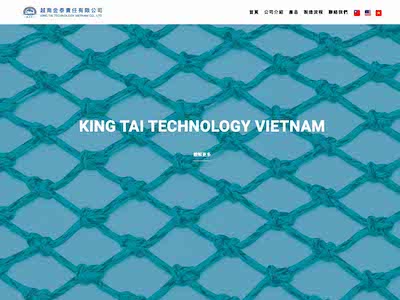 越南金泰責任有限公司
KING TAI TECHNOLOGY VIETNAM CO., LTD
首頁 公司介紹 產品 製造流程 聯絡我們
KING TAI TECHNOLOGY VIETNAM
瞭解更多